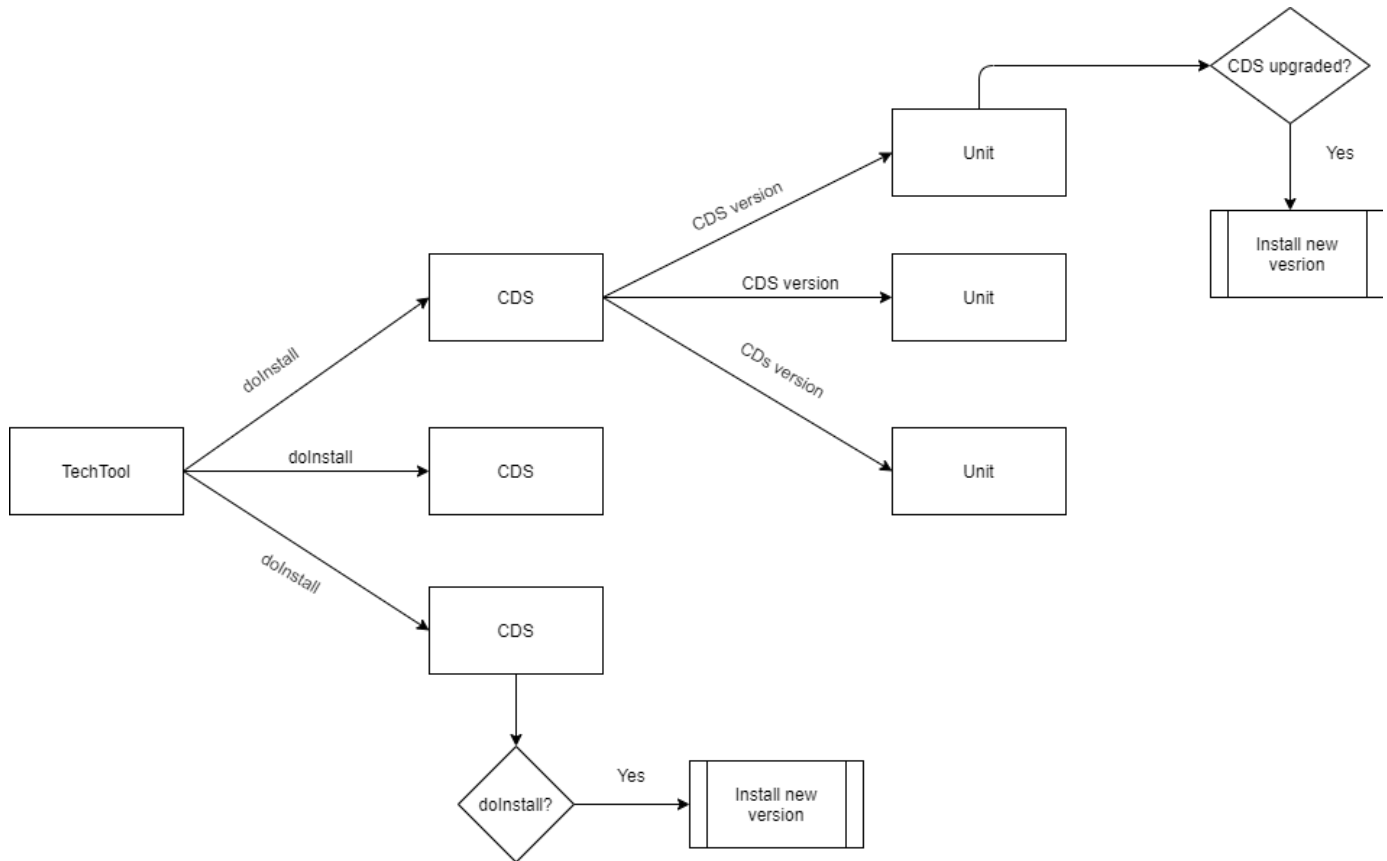 CDS upgraded?
Yes
Unit
Install new
vesrion
CDS version
CDS
CDS version
Unit
CDs version
doInstall
TechTool
doInstall
CDS
Unit
doInstall
CDS
doInstall?
Yes
Install new
version